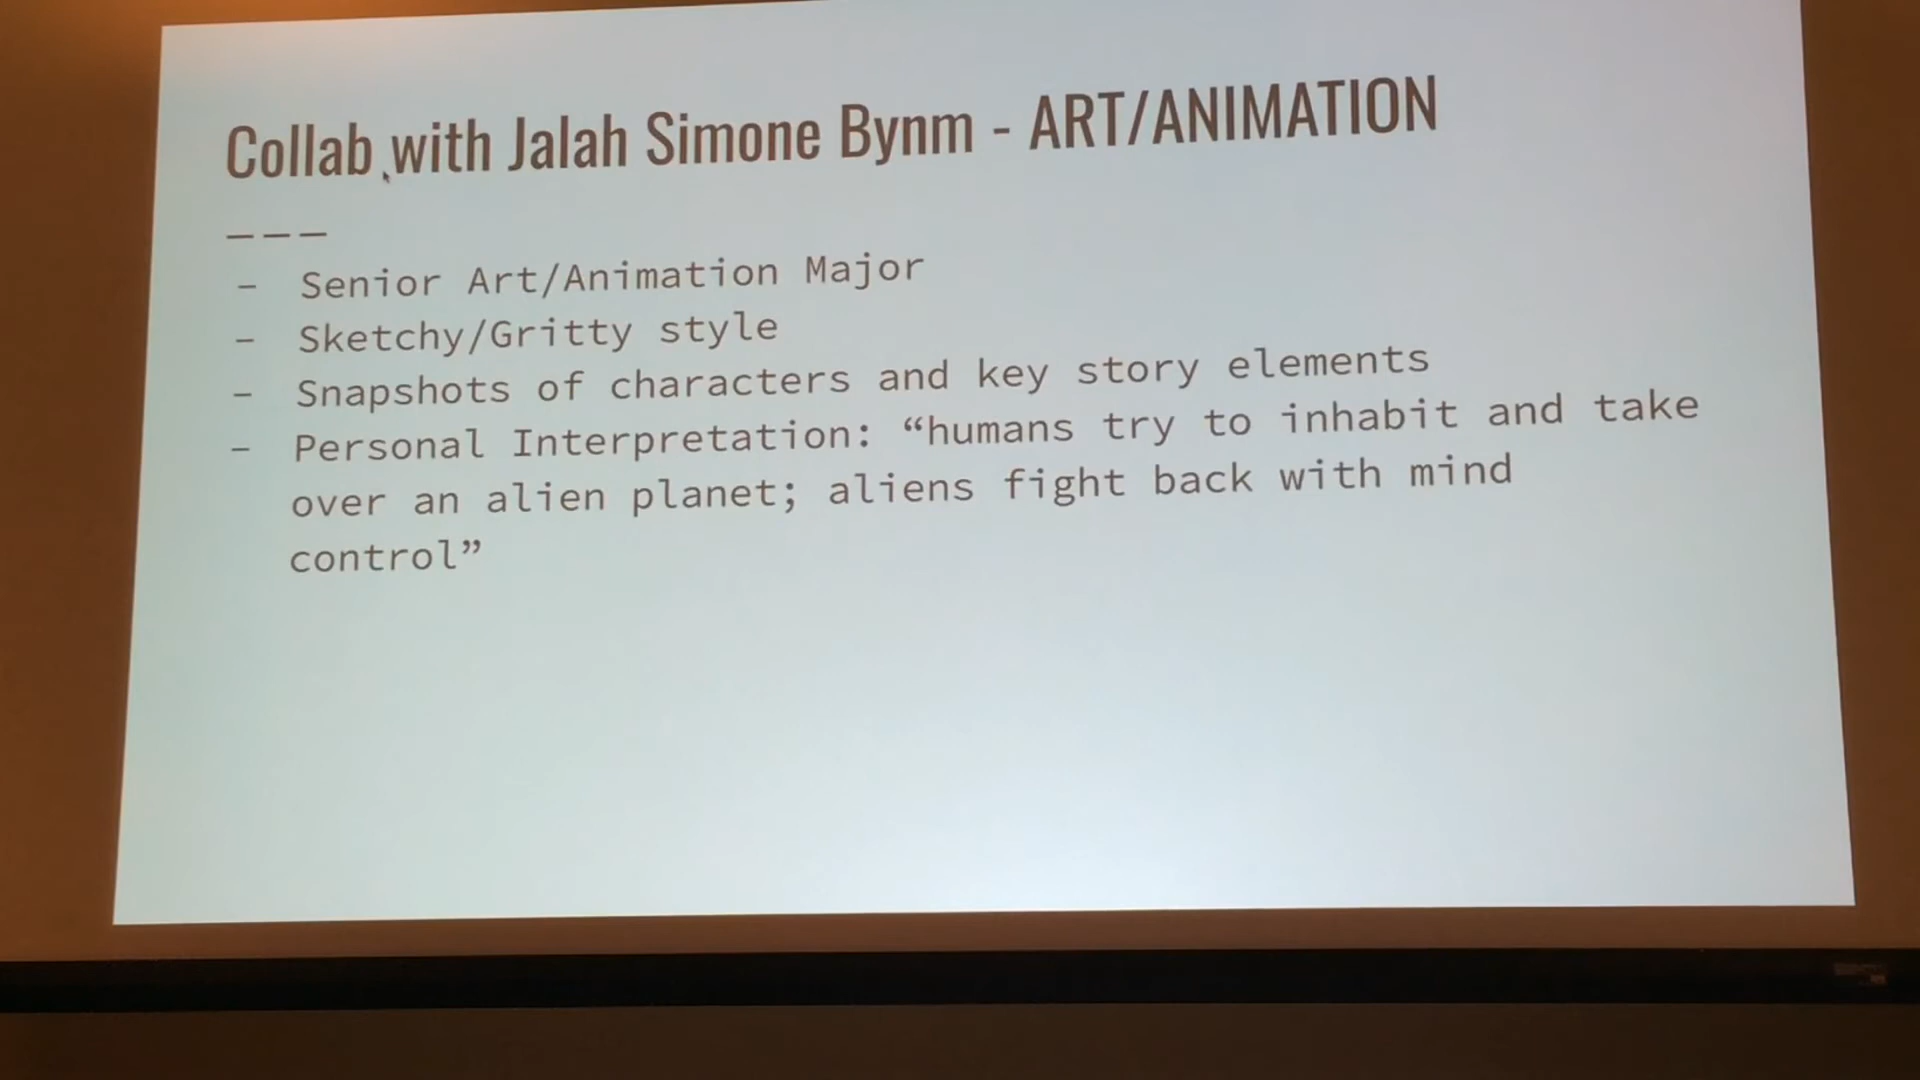 Collab with Jalah Simone Bynm - ART/ANIMATION
———
- Senior Art/Animation Major
- Sketchy/Gritty style
- Snapshots of characters and key story elements
- Personal Interpretation: “humans try to inhabit and take
over an alien planet; aliens fight back with mind
control”